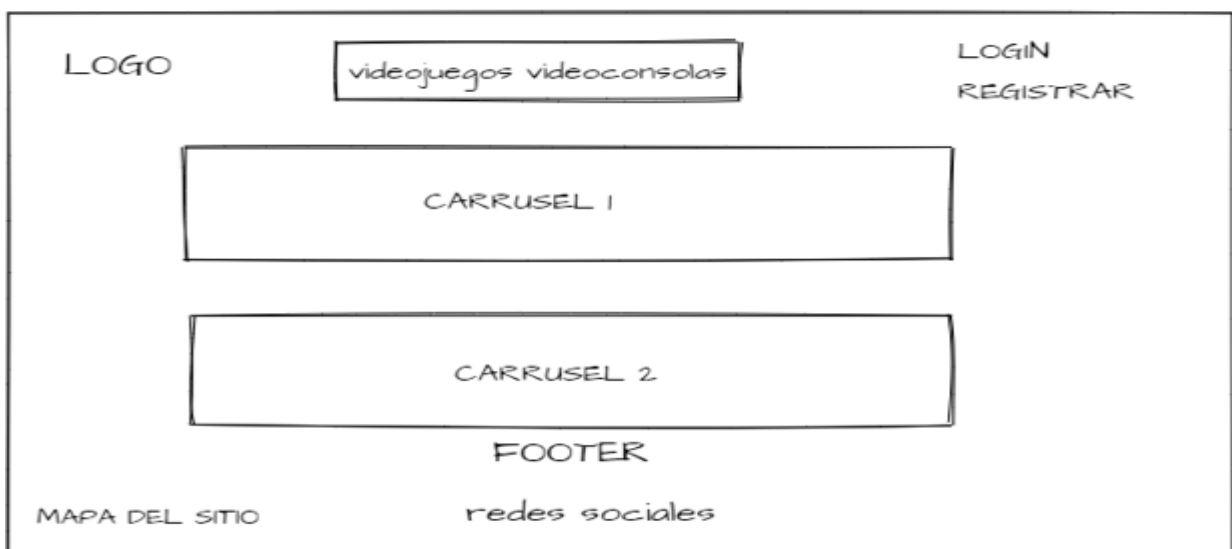 LOGO
videojuegos videoconsolas
LOGIN
REGISTRAR
CARRUSEL 1
CARRUSEL 2
FOOTER
MAPA DEL SITIO
redes sociales